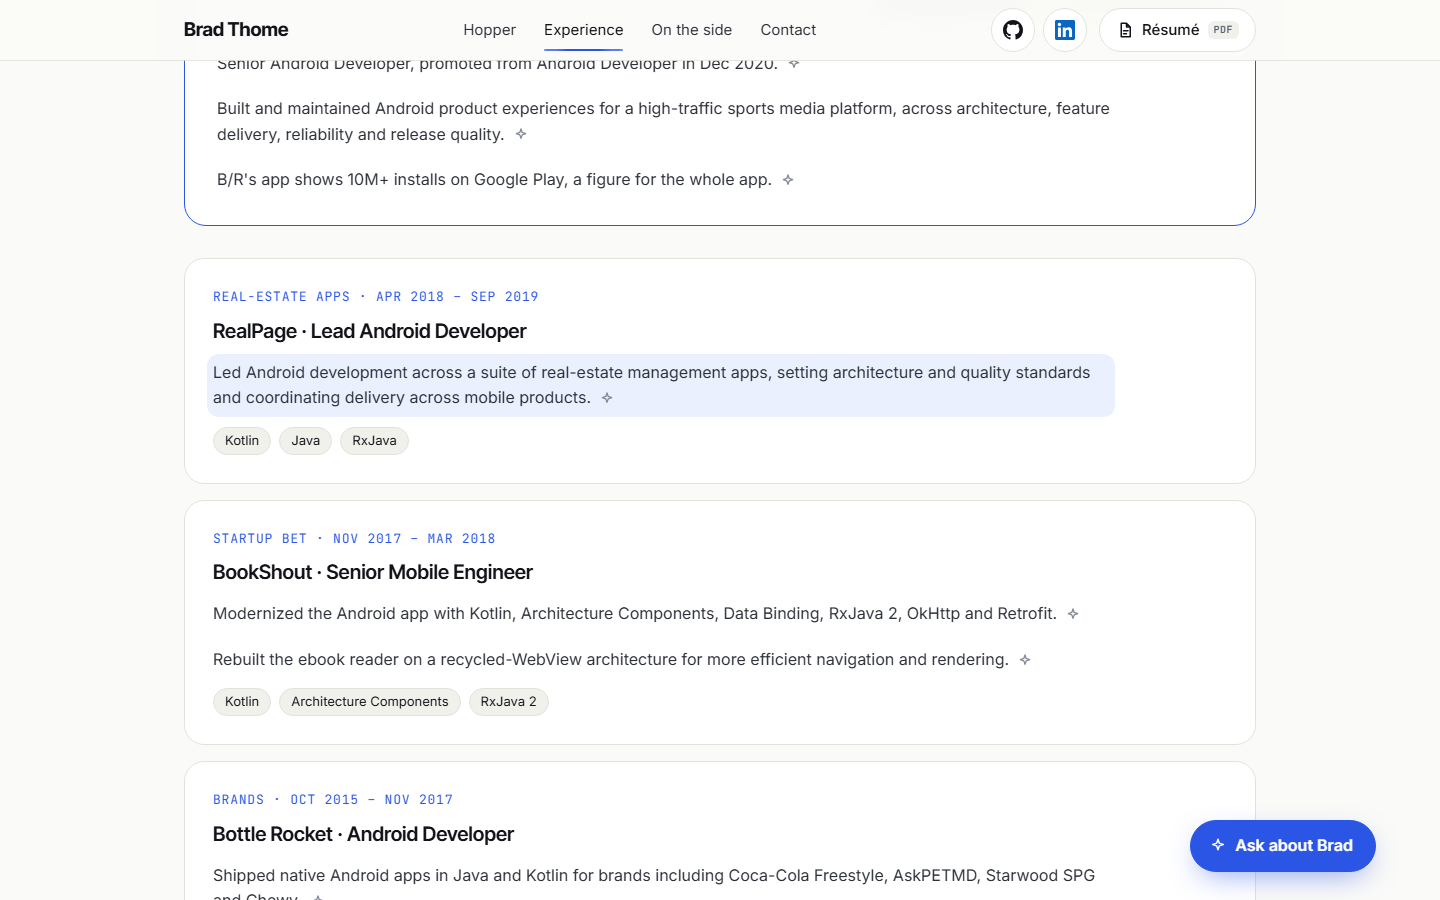 Brad Thome
Hopper
Experience
On the side
Contact
Résumé PDF
Senior Android Developer, promoted from Android Developer in Dec 2020.
Built and maintained Android product experiences for a high-traffic sports media platform, across architecture, feature
delivery, reliability and release quality.
B/R's app shows 10M+ installs on Google Play, a figure for the whole app.
REAL-ESTATE APPS · APR 2018 – SEP 2019
RealPage · Lead Android Developer
Led Android development across a suite of real-estate management apps, setting architecture and quality standards
and coordinating delivery across mobile products.
Kotlin
Java
RxJava
STARTUP BET · NOV 2017 – MAR 2018
BookShout · Senior Mobile Engineer
Modernized the Android app with Kotlin, Architecture Components, Data Binding, RxJava 2, OkHttp and Retrofit.
Rebuilt the ebook reader on a recycled-WebView architecture for more efficient navigation and rendering.
Kotlin
Architecture Components
RxJava 2
BRANDS · OCT 2015 – NOV 2017
Bottle Rocket · Android Developer
Shipped native Android apps in Java and Kotlin for brands including Coca-Cola Freestyle, AskPETMD, Starwood SPG
and Chewy.
Ask about Brad